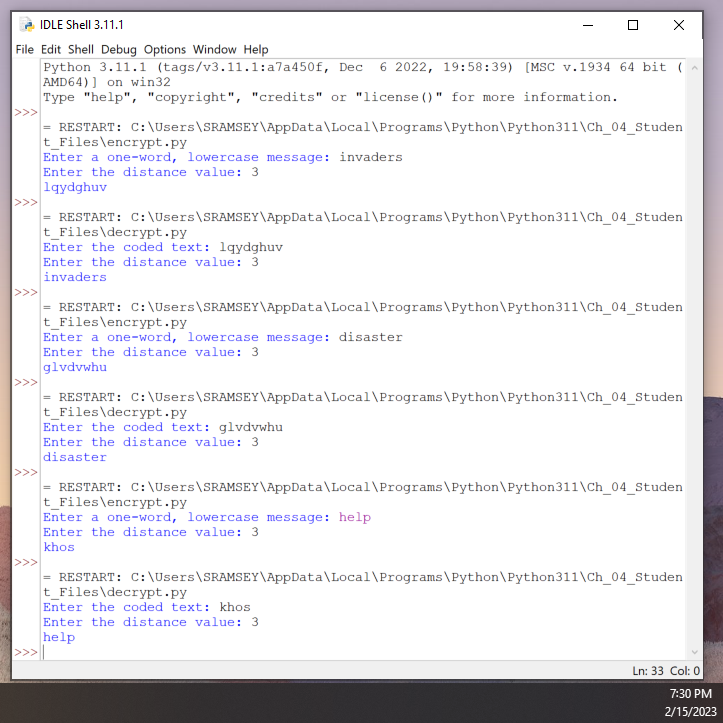 IDLE Shell 3.11.1
File Edit Shell Debug Options Window Help
Python 3.11.1 (tags/v3.11.1:a7a450f, Dec  6 2022, 19:58:39) [MSC v.1934 64 bit (
AMD64)] on win32
Type "help", "copyright", "credits" or "license()" for more information.
>>>
= RESTART: C:\Users\SRAMSEY\AppData\Local\Programs\Python\Python311\Ch_04_Studen
t_Files\encrypt.py
Enter a one-word, lowercase message: invaders
Enter the distance value: 3
lqydghuv
>>>
= RESTART: C:\Users\SRAMSEY\AppData\Local\Programs\Python\Python311\Ch_04_Studen
t_Files\decrypt.py
Enter the coded text: lqydghuv
Enter the distance value: 3
invaders
>>>
= RESTART: C:\Users\SRAMSEY\AppData\Local\Programs\Python\Python311\Ch_04_Studen
t_Files\encrypt.py
Enter a one-word, lowercase message: disaster
Enter the distance value: 3
glvdvwhu
>>>
= RESTART: C:\Users\SRAMSEY\AppData\Local\Programs\Python\Python311\Ch_04_Studen
t_Files\decrypt.py
Enter the coded text: glvdvwhu
Enter the distance value: 3
disaster
>>>
= RESTART: C:\Users\SRAMSEY\AppData\Local\Programs\Python\Python311\Ch_04_Studen
t_Files\encrypt.py
Enter a one-word, lowercase message: help
Enter the distance value: 3
khos
>>>
= RESTART: C:\Users\SRAMSEY\AppData\Local\Programs\Python\Python311\Ch_04_Studen
t_Files\decrypt.py
Enter the coded text: khos
Enter the distance value: 3
help
>>>
Ln: 33 Col: 0
7:30 PM
2/15/2023